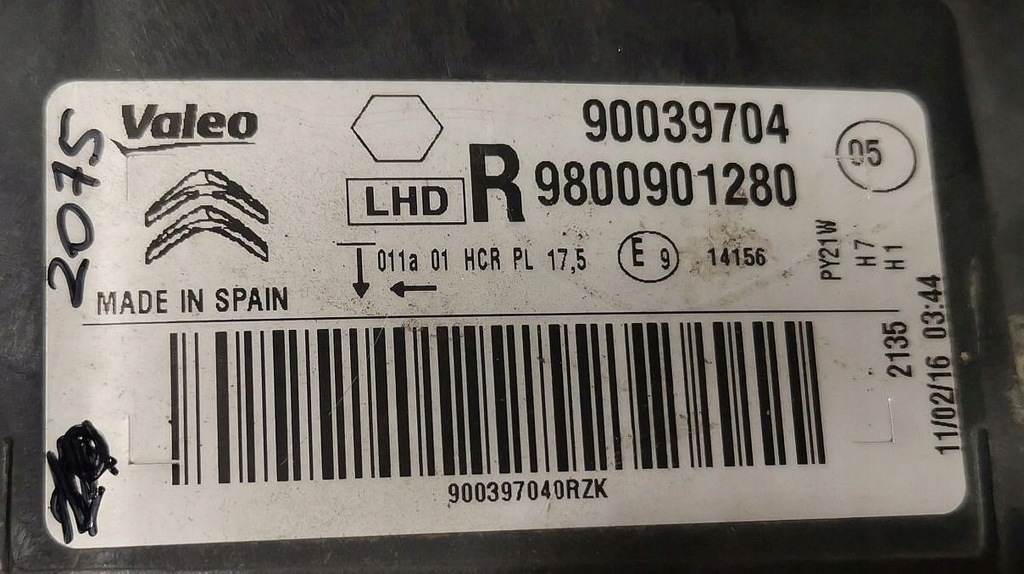 2075
Valeo
90039704
05
LHD
R
9800901280
011a 01 HCR PL 17,5
E 9
14156
PY21W
H7
H1
MADE IN SPAIN
2135
11/02/16 03:44
900397040RZK